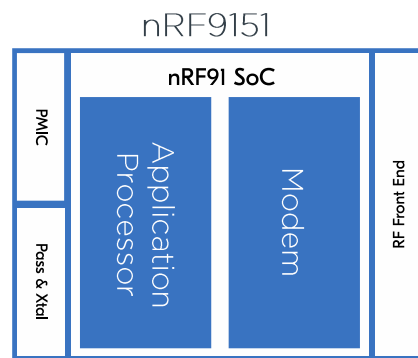 nRF9151
PMIC
nRF91 SoC
Application
Processor
Modem
RF Front End
Pass & Xtal